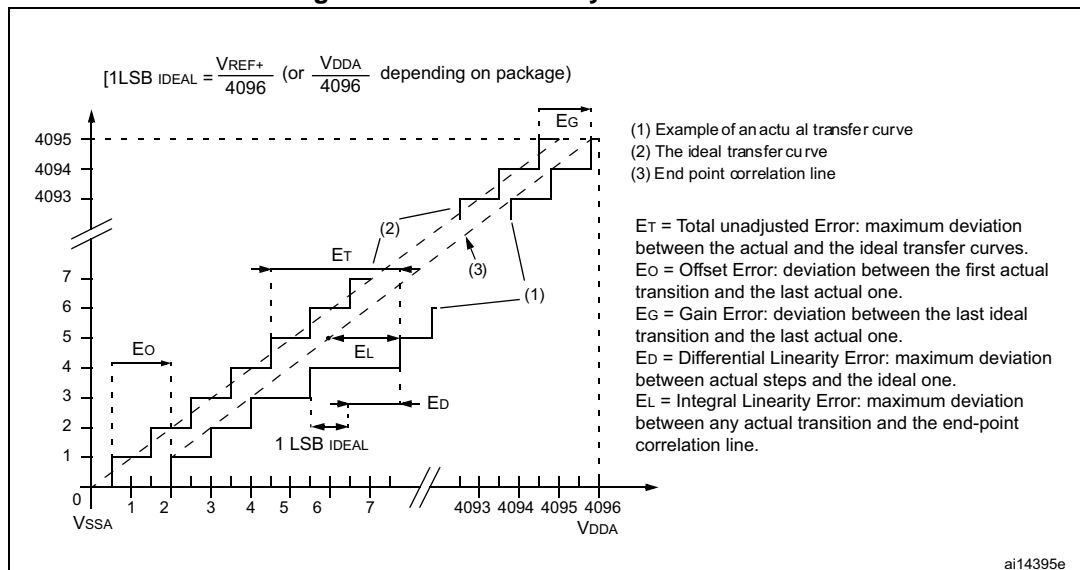 [1LSB IDEAL = VREF+ / 4096 (or VDDA / 4096 depending on package)
EG
4095
4094
4093
7
6
5
4
3
2
1
0
(1) Example of an actu al transfer curve
(2) The ideal transfer curve
(3) End point correlation line
ET = Total unadjusted Error: maximum deviation
between the actual and the ideal transfer curves.
EO = Offset Error: deviation between the first actual
transition and the last actual one.
EG = Gain Error: deviation between the last ideal
transition and the last actual one.
ED = Differential Linearity Error: maximum deviation
between actual steps and the ideal one.
EL = Integral Linearity Error: maximum deviation
between any actual transition and the end-point
correlation line.
(2)
ET
(3)
(1)
EO
EL
ED
1 LSB IDEAL
1 2 3 4 5 6 7 4093 4094 4095 4096
VSSA
VDDA
ai14395e